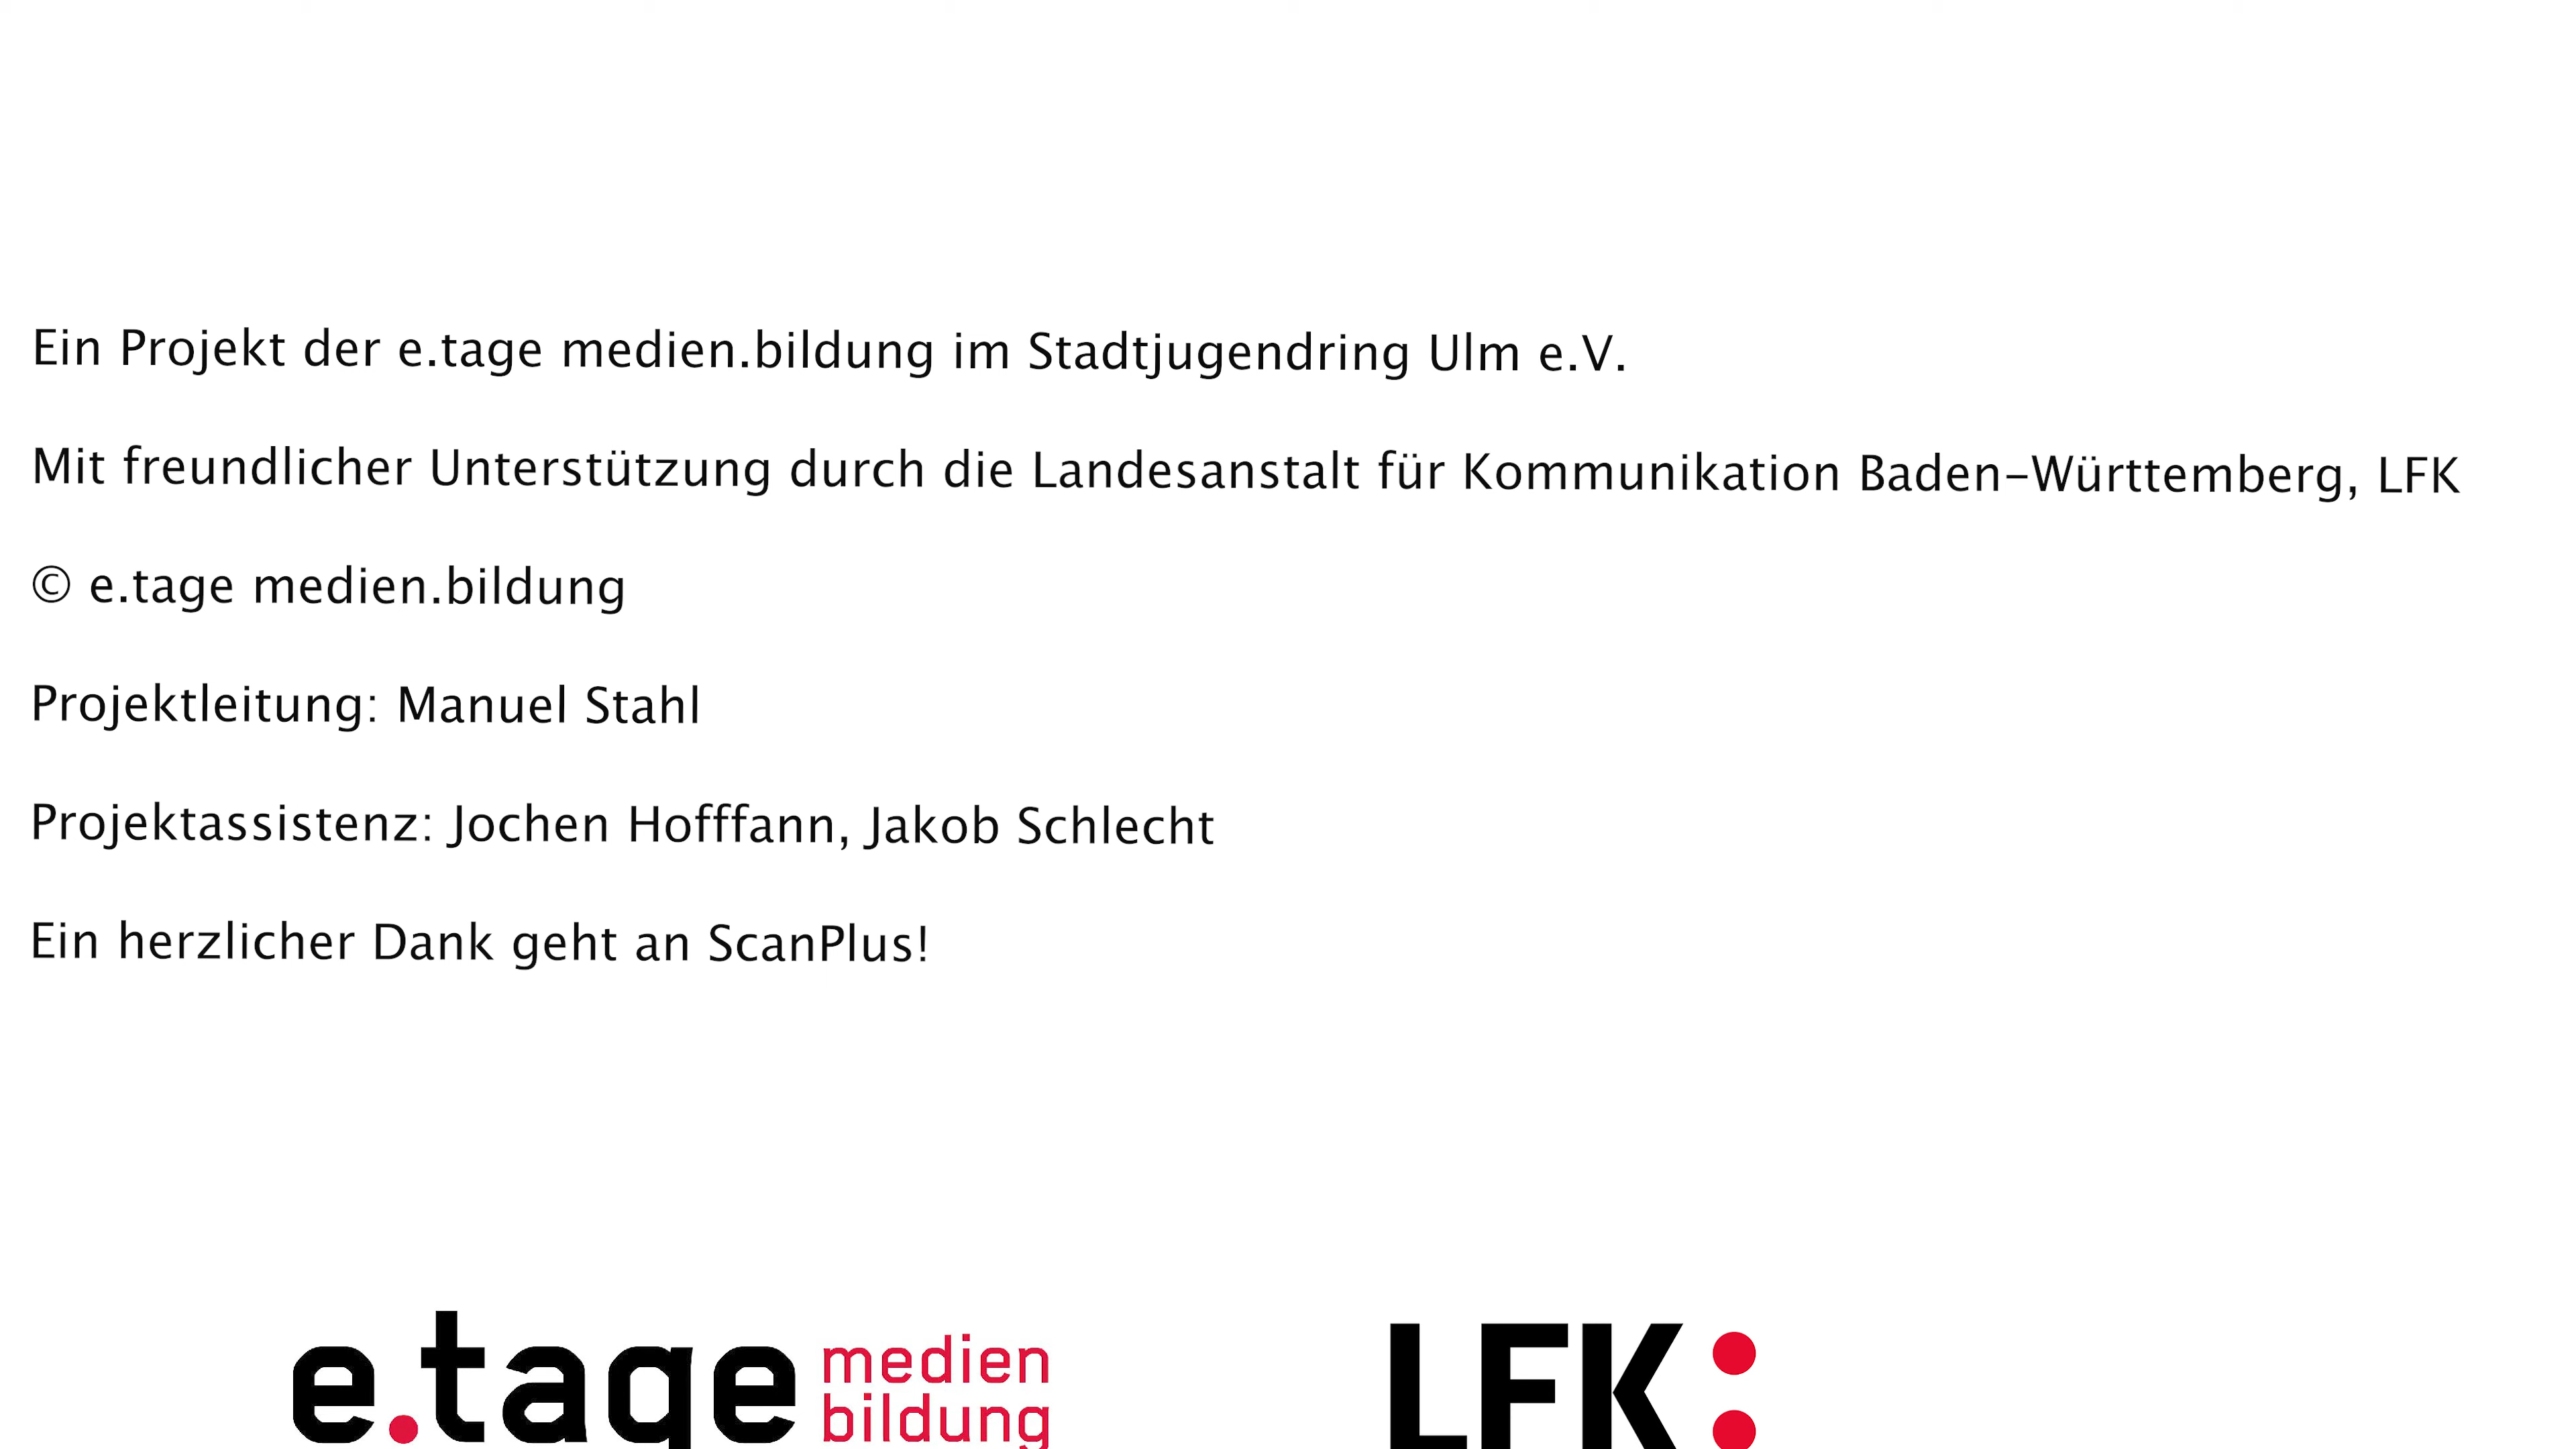 Ein Projekt der e.tage medien.bildung im Stadtjugendring Ulm e.V.
Mit freundlicher Unterstützung durch die Landesanstalt für Kommunikation Baden-Württemberg, LFK
© e.tage medien.bildung
Projektleitung: Manuel Stahl
Projektassistenz: Jochen Hofffann, Jakob Schlecht
Ein herzlicher Dank geht an ScanPlus!
e.tage medien
bildung
LFK: